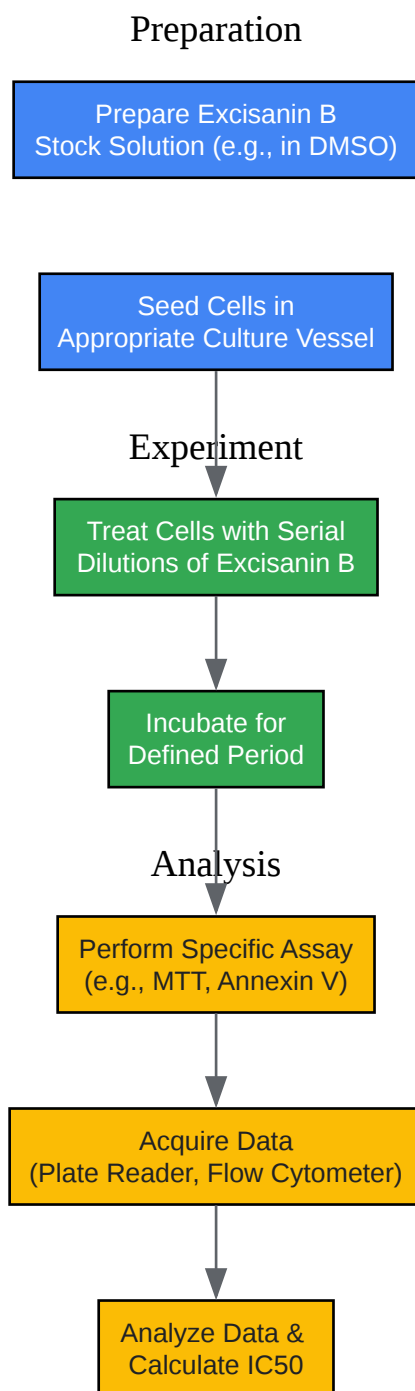 Preparation
Prepare Excisanin B
Stock Solution (e.g., in DMSO)
Seed Cells in
Appropriate Culture Vessel
Experiment
Treat Cells with Serial
Dilutions of Excisanin B
Incubate for
Defined Period
Analysis
Perform Specific Assay
(e.g., MTT, Annexin V)
Acquire Data
(Plate Reader, Flow Cytometer)
Analyze Data &
Calculate IC50